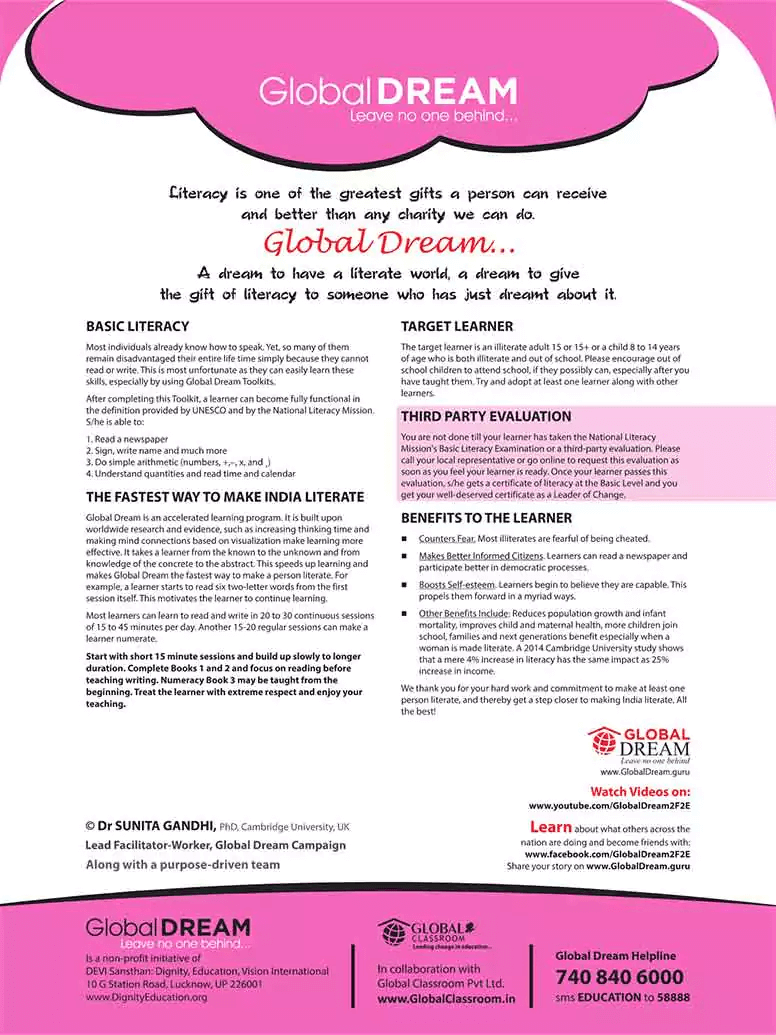 Global DREAM
Leave no one behind...
Literacy is one of the greatest gifts a person can receive
and better than any charity we can do.
Global Dream...
A dream to have a literate world, a dream to give
the gift of literacy to someone who has just dreamt about it.
BASIC LITERACY
Most individuals already know how to speak. Yet, so many of them
remain disadvantaged their entire life time simply because they cannot
read or write. This is most unfortunate as they can easily learn these
skills, especially by using Global Dream Toolkits.
After completing this Toolkit, a learner can become fully functional in
the definition provided by UNESCO and by the National Literacy Mission.
S/he is able to:
1. Read a newspaper
2. Sign, write name and much more
3. Do simple arithmetic (numbers, +,–, x, and ,)
4. Understand quantities and read time and calendar
THE FASTEST WAY TO MAKE INDIA LITERATE
Global Dream is an accelerated learning program. It is built upon
worldwide research and evidence, such as increasing thinking time and
making mind connections based on visualization make learning more
effective. It takes a learner from the known to the unknown and from
knowledge of the concrete to the abstract. This speeds up learning and
makes Global Dream the fastest way to make a person literate. For
example, a learner starts to read six two-letter words from the first
session itself. This motivates the learner to continue learning.
Most learners can learn to read and write in 20 to 30 continuous sessions
of 15 to 45 minutes per day. Another 15-20 regular sessions can make a
learner numerate.
Start with short 15 minute sessions and build up slowly to longer
duration. Complete Books 1 and 2 and focus on reading before
teaching writing. Numeracy Book 3 may be taught from the
beginning. Treat the learner with extreme respect and enjoy your
teaching.
TARGET LEARNER
The target learner is an illiterate adult 15 or 15+ or a child 8 to 14 years
of age who is both illiterate and out of school. Please encourage out of
school children to attend school, if they possibly can, especially after you
have taught them. Try and adopt at least one learner along with other
learners.
THIRD PARTY EVALUATION
You are not done till your learner has taken the National Literacy
Mission's Basic Literacy Examination or a third-party evaluation. Please
call your local representative or go online to request this evaluation as
soon as you feel your learner is ready. Once your learner passes this
evaluation, s/he gets a certificate of literacy at the Basic Level and you
get your well-deserved certificate as a Leader of Change.
BENEFITS TO THE LEARNER
■ Counters Fear. Most illiterates are fearful of being cheated.
■ Makes Better Informed Citizens. Learners can read a newspaper and
participate better in democratic processes.
■ Boosts Self-esteem. Learners begin to believe they are capable. This
propels them forward in a myriad ways.
■ Other Benefits Include: Reduces population growth and infant
mortality, improves child and maternal health, more children join
school, families and next generations benefit especially when a
woman is made literate. A 2014 Cambridge University study shows
that a mere 4% increase in literacy has the same impact as 25%
increase in income.
We thank you for your hard work and commitment to make at least one
person literate, and thereby get a step closer to making India literate. All
the best!
GLOBAL
DREAM
Leave no one behind
www.GlobalDream.guru
Watch Videos on:
www.youtube.com/GlobalDream2F2E
Learn about what others across the
nation are doing and become friends with:
www.facebook.com/GlobalDream2F2E
Share your story on www.GlobalDream.guru
© Dr SUNITA GANDHI, PhD, Cambridge University, UK
Lead Facilitator-Worker, Global Dream Campaign
Along with a purpose-driven team
Global DREAM
Leave no one behind...
Is a non-profit initiative of
DEVI Sansthan: Dignity, Education, Vision International
10 G Station Road, Lucknow, UP 226001
www.DignityEducation.org
GLOBAL
CLASSROOM
Leading change in education...
In collaboration with
Global Classroom Pvt Ltd.
www.GlobalClassroom.in
Global Dream Helpline
740 840 6000
sms EDUCATION to 58888